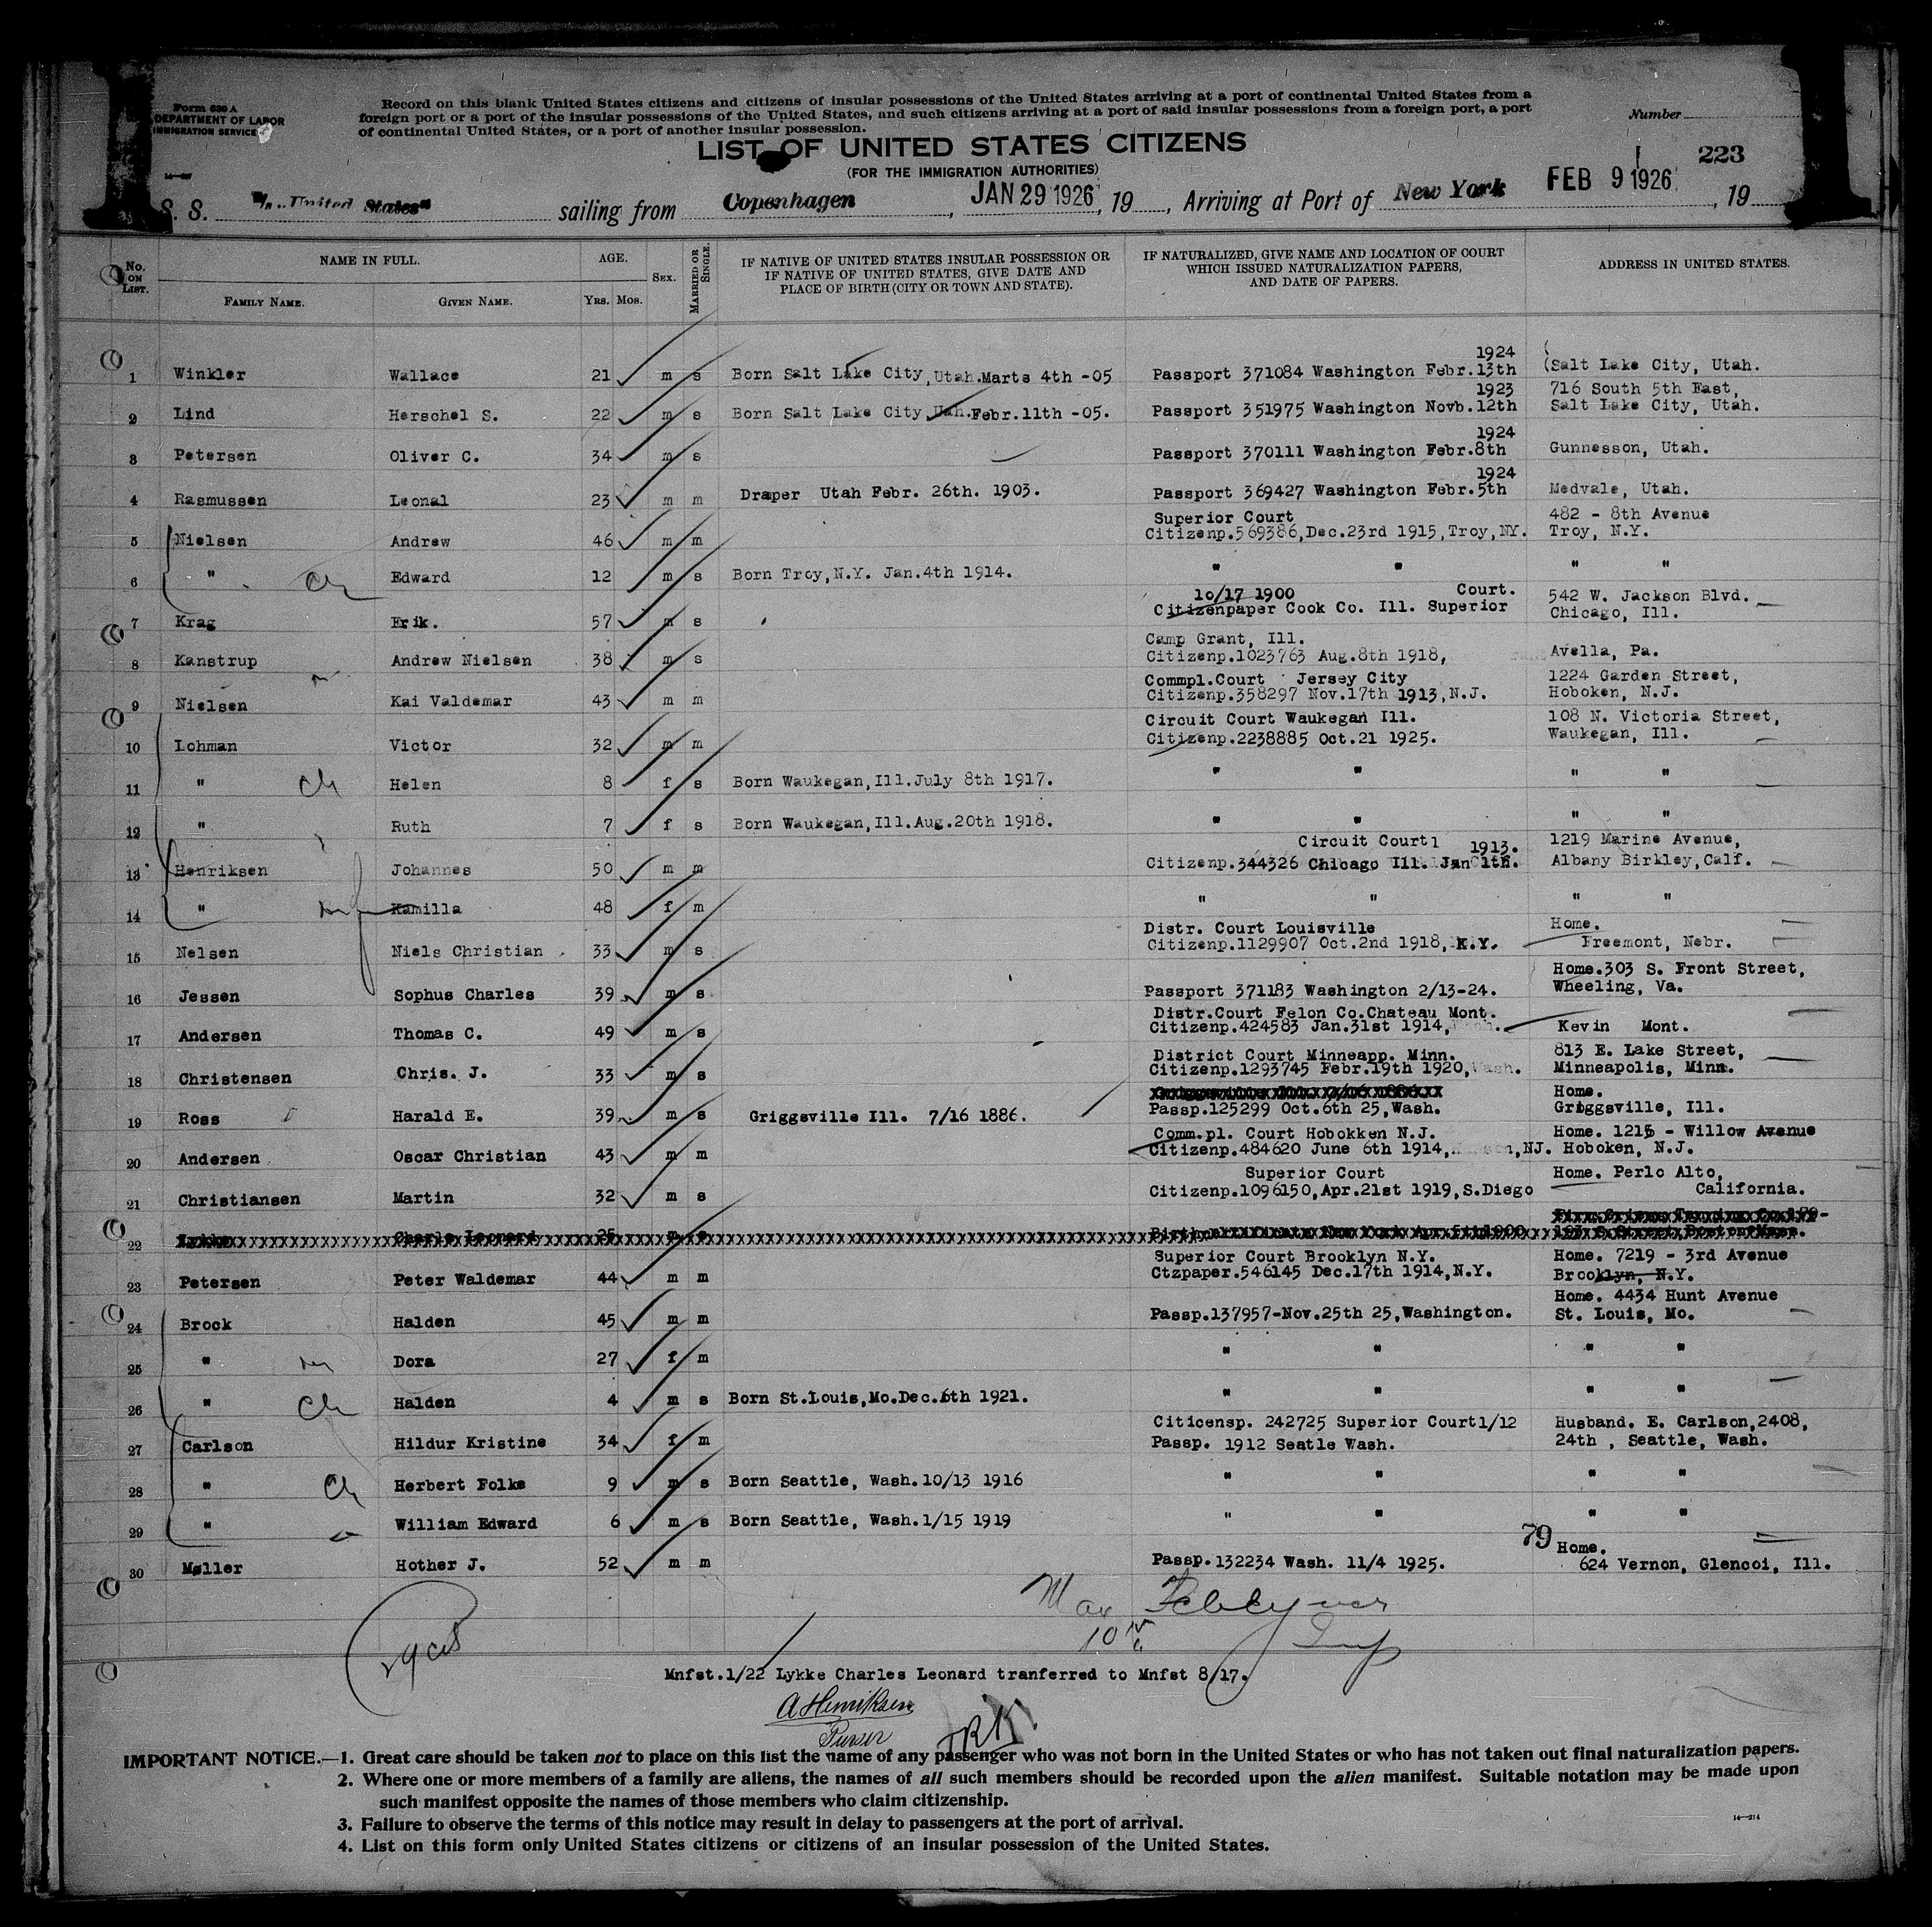 Form 630 A
DEPARTMENT OF LABOR
IMMIGRATION SERVICE
Record on this blank United States citizens and citizens of insular possessions of the United States arriving at a port of continental United States from a
foreign port or a port of the insular possessions of the United States, and such citizens arriving at a port of said insular possessions from a foreign port, a port
of continental United States, or a port of another insular possession.
Number
LIST OF UNITED STATES CITIZENS
(FOR THE IMMIGRATION AUTHORITIES)
1 223
S. S. "United States" sailing from Copenhagen, JAN 29 1926, 19, Arriving at Port of New York FEB 9 1926, 19
No. ON LIST. NAME IN FULL. AGE. SEX. MARRIED OR SINGLE. IF NATIVE OF UNITED STATES INSULAR POSSESSION OR IF NATIVE OF UNITED STATES, GIVE DATE AND PLACE OF BIRTH (CITY OR TOWN AND STATE). IF NATURALIZED, GIVE NAME AND LOCATION OF COURT WHICH ISSUED NATURALIZATION PAPERS, AND DATE OF PAPERS. ADDRESS IN UNITED STATES.
FAMILY NAME. GIVEN NAME. YRS. MOS.
1924
1 Winkler Wallace 21 m s Born Salt Lake City, Utah. Marts 4th -05 Passport 371084 Washington Febr.13th Salt Lake City, Utah.
1923 716 South 5th East,
2 Lind Herschel S. 22 m s Born Salt Lake City Uah. Febr.11th -05. Passport 351975 Washington Novb.12th Salt Lake City, Utah.
1924
3 Petersen Oliver C. 34 m s Passport 370111 Washington Febr.8th Gunnesson, Utah.
1924
4 Rasmussen Leonal 23 m m Draper Utah Febr. 26th. 1903. Passport 369427 Washington Febr.5th Medvale, Utah.
Superior Court 482 - 8th Avenue
5 Nielsen Andrew 46 m m Citizenp.569386,Dec.23rd 1915,Troy,NY. Troy, N.Y.
6 " Ch Edward 12 m s Born Troy,N.Y. Jan.4th 1914. " " " "
10/17 1900 Court. 542 W. Jackson Blvd.
7 Krag Erik. 57 m s Citizenpaper Cook Co. Ill. Superior Chicago, Ill.
Camp Grant, Ill.
8 Kanstrup Andrew Nielsen 38 m s Citizenp.1023763 Aug.8th 1918, Avella, Pa.
Commpl.Court Jersey City 1224 Garden Street,
9 Nielsen Kai Valdemar 43 m m Citizenp.358297 Nov.17th 1913,N.J. Hoboken, N.J.
Circuit Court Waukegan Ill. 108 N. Victoria Street,
10 Lohman Victor 32 m m Citizenp.2238885 Oct.21 1925. Waukegan, Ill.
11 " Ch Helen 8 f s Born Waukegan,Ill.July 8th 1917. " " " "
12 " Ruth 7 f s Born Waukegan,Ill.Aug.20th 1918. " " " "
Circuit Court 1913. 1219 Marine Avenue,
13 Henriksen Johannes 50 m m Citizenp.344326 Chicago Ill. Jan 1th. Albany Birkley,Calf.
14 " Kamilla 48 f m " " " "
Distr. Court Louisville Home.
15 Nelsen Niels Christian 33 m s Citizenp.1129907 Oct.2nd 1918, K.Y. Freemont, Nebr.
Home.303 S. Front Street,
16 Jessen Sophus Charles 39 m s Passport 371183 Washington 2/13-24. Wheeling, Va.
Distr.Court Felon Co.Chateau Mont.
17 Andersen Thomas C. 49 m s Citizenp.424583 Jan.31st 1914, Kevin Mont.
District Court Minneapp. Minn. 813 E. Lake Street,
18 Christensen Chris. J. 33 m s Citizenp.1293745 Febr.19th 1920,Wash. Minneapolis, Minn.
Home.
19 Ross Harald E. 39 m s Griggsville Ill. 7/16 1886. Passp.125299 Oct.6th 25,Wash. Griggsville, Ill.
Comm.pl. Court Hobokken N.J. Home. 1215 - Willow Avenue
20 Andersen Oscar Christian 43 m m Citizenp.484620 June 6th 1914, NJ. Hoboken, N.J.
Superior Court Home. Perlo Alto,
21 Christiansen Martin 32 m s Citizenp.1096150,Apr.21st 1919,S.Diego California.
22 Lykke Charle Leonard 25 m s
Superior Court Brooklyn N.Y. Home. 7219 - 3rd Avenue
23 Petersen Peter Waldemar 44 m m Ctzpaper.546145 Dec.17th 1914,N.Y. Brooklyn, N.Y.
Home. 4434 Hunt Avenue
24 Brock Halden 45 m m Passp.137957-Nov.25th 25,Washington. St. Louis, Mo.
25 " Dora 27 f m " " " "
26 " Ch Halden 4 m s Born St.Louis,Mo.Dec.6th 1921. " " " "
Citicensp. 242725 Superior Court1/12 Husband. E. Carlson,2408,
27 Carlson Hildur Kristine 34 f m Passp. 1912 Seatle Wash. 24th , Seattle, Wash.
28 " Ch Herbert Folke 9 m s Born Seattle, Wash.10/13 1916 " " " "
29 " William Edward 6 m s Born Seattle, Wash.1/15 1919 " " " "
79 Home.
30 Møller Hother J. 52 m m Passp.132234 Wash. 11/4 1925. 624 Vernon, Glencoi, Ill.
Mnfst.1/22 Lykke Charles Leonard tranferred to Mnfst 8/17.
A Henriksen
Purser
IMPORTANT NOTICE.—1. Great care should be taken not to place on this list the name of any passenger who was not born in the United States or who has not taken out final naturalization papers.
2. Where one or more members of a family are aliens, the names of all such members should be recorded upon the alien manifest. Suitable notation may be made upon
such manifest opposite the names of those members who claim citizenship.
3. Failure to observe the terms of this notice may result in delay to passengers at the port of arrival.
4. List on this form only United States citizens or citizens of an insular possession of the United States.
14—214